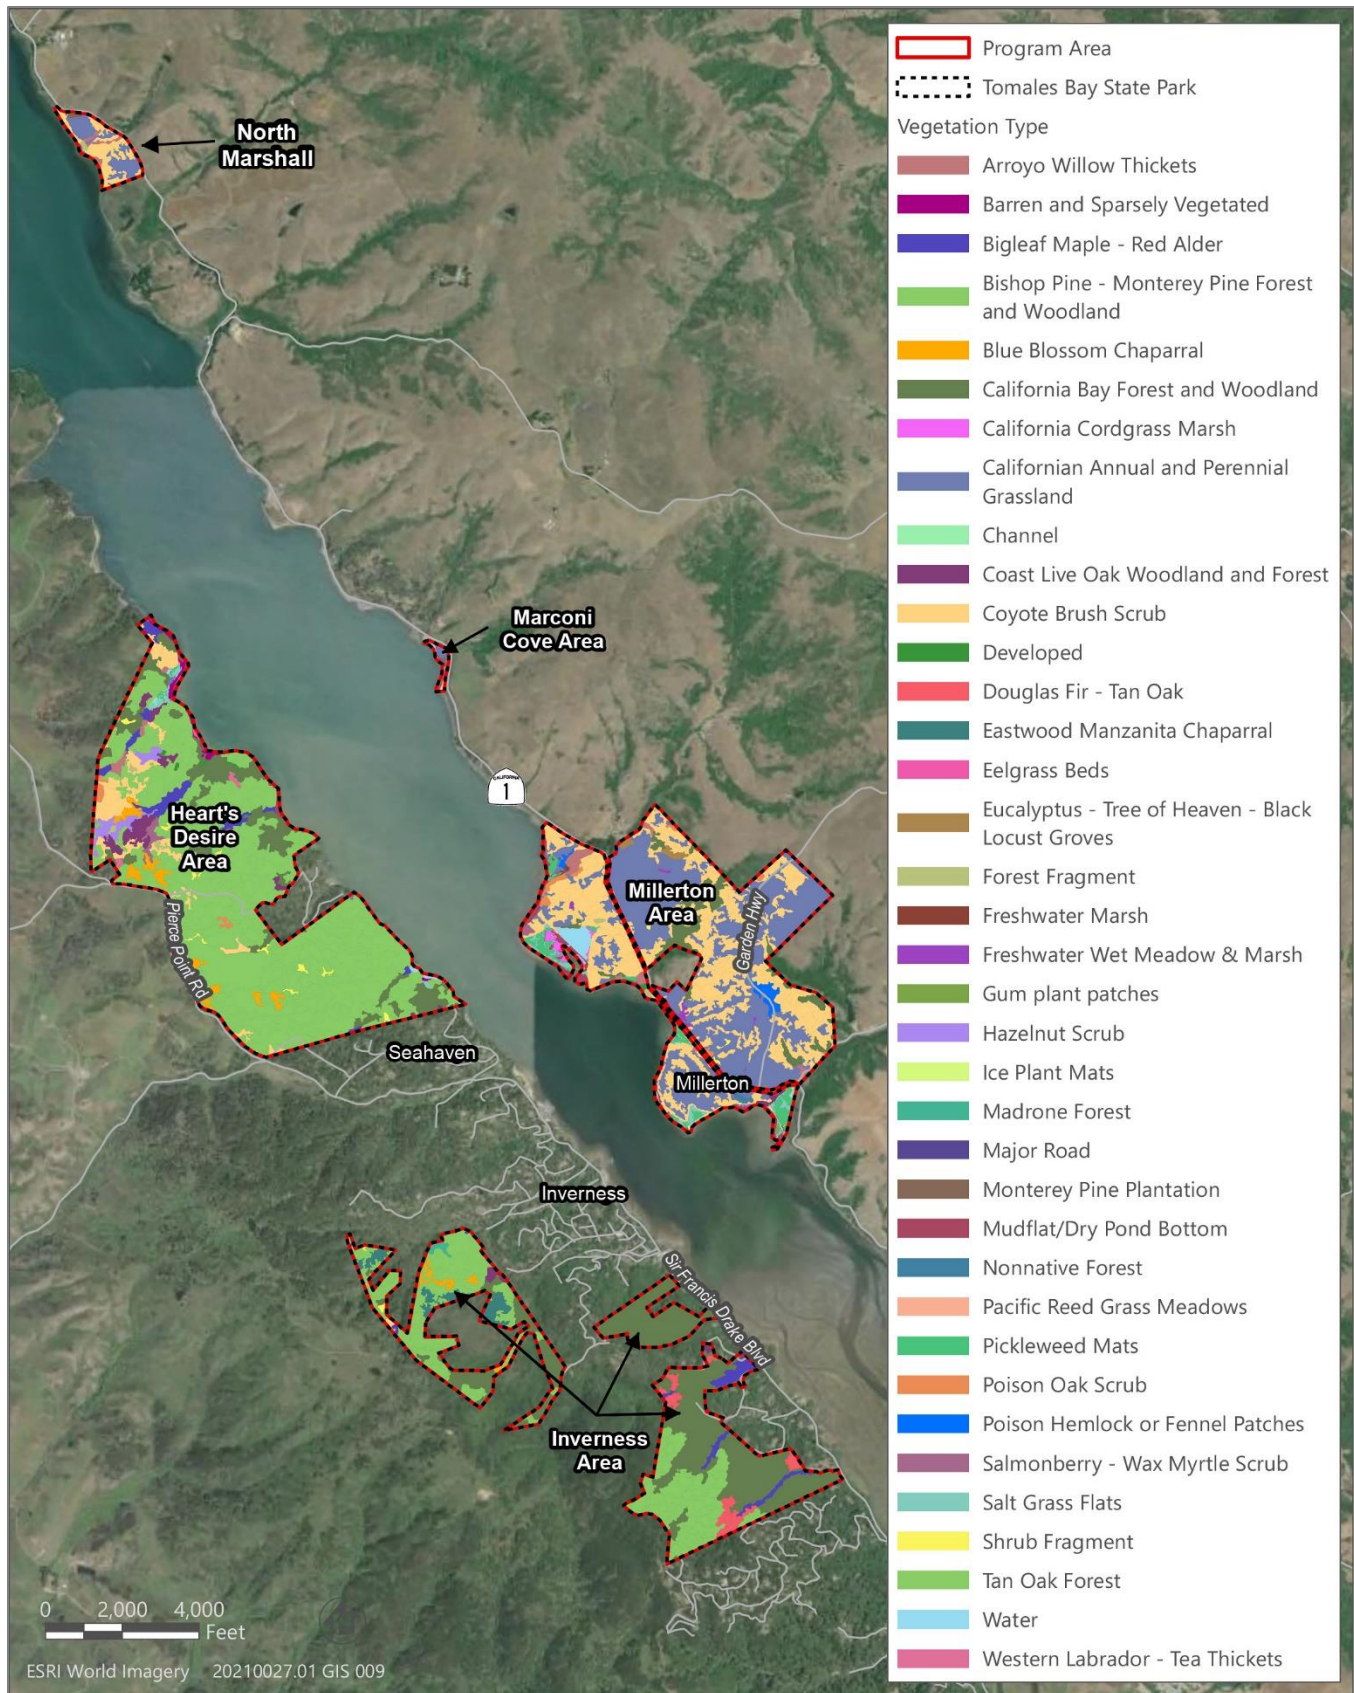 North
Marshall
Marconi
Cove Area
CALIFORNIA
1
Heart's
Desire
Area
Millerton
Area
Garden Hwy
Pierce Point Rd
Seahaven
Millerton
Inverness
Sir Francis Drake Blvd
Inverness
Area
0 2,000 4,000
Feet
ESRI World Imagery 20210027.01 GIS 009
Program Area
Tomales Bay State Park
Vegetation Type
Arroyo Willow Thickets
Barren and Sparsely Vegetated
Bigleaf Maple - Red Alder
Bishop Pine - Monterey Pine Forest
and Woodland
Blue Blossom Chaparral
California Bay Forest and Woodland
California Cordgrass Marsh
Californian Annual and Perennial
Grassland
Channel
Coast Live Oak Woodland and Forest
Coyote Brush Scrub
Developed
Douglas Fir - Tan Oak
Eastwood Manzanita Chaparral
Eelgrass Beds
Eucalyptus - Tree of Heaven - Black
Locust Groves
Forest Fragment
Freshwater Marsh
Freshwater Wet Meadow & Marsh
Gum plant patches
Hazelnut Scrub
Ice Plant Mats
Madrone Forest
Major Road
Monterey Pine Plantation
Mudflat/Dry Pond Bottom
Nonnative Forest
Pacific Reed Grass Meadows
Pickleweed Mats
Poison Oak Scrub
Poison Hemlock or Fennel Patches
Salmonberry - Wax Myrtle Scrub
Salt Grass Flats
Shrub Fragment
Tan Oak Forest
Water
Western Labrador - Tea Thickets